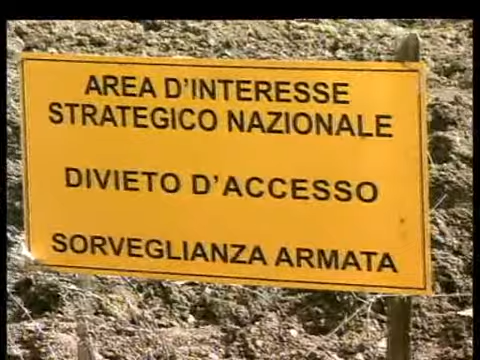 AREA D'INTERESSE
STRATEGICO NAZIONALE
DIVIETO D'ACCESSO
SORVEGLIANZA ARMATA